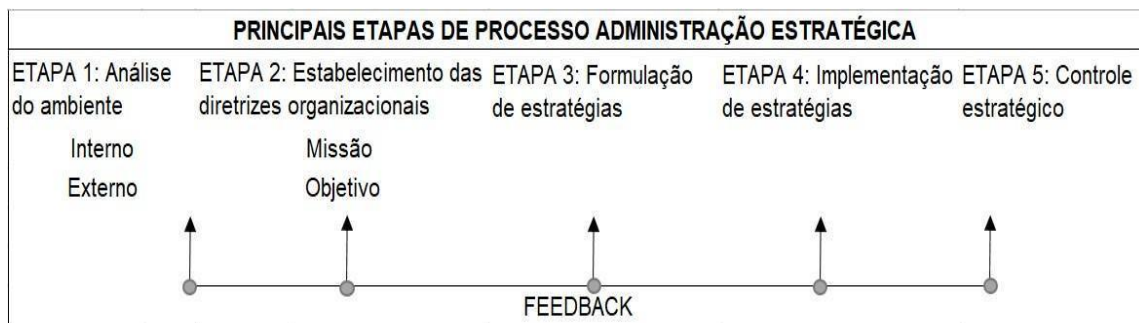 PRINCIPAIS ETAPAS DE PROCESSO ADMINISTRAÇÃO ESTRATÉGICA
ETAPA 1: Análise
do ambiente
Interno
Externo
ETAPA 2: Estabelecimento das
diretrizes organizacionais
Missão
Objetivo
ETAPA 3: Formulação
de estratégias
ETAPA 4: Implementação
de estratégias
ETAPA 5: Controle
estratégico
FEEDBACK